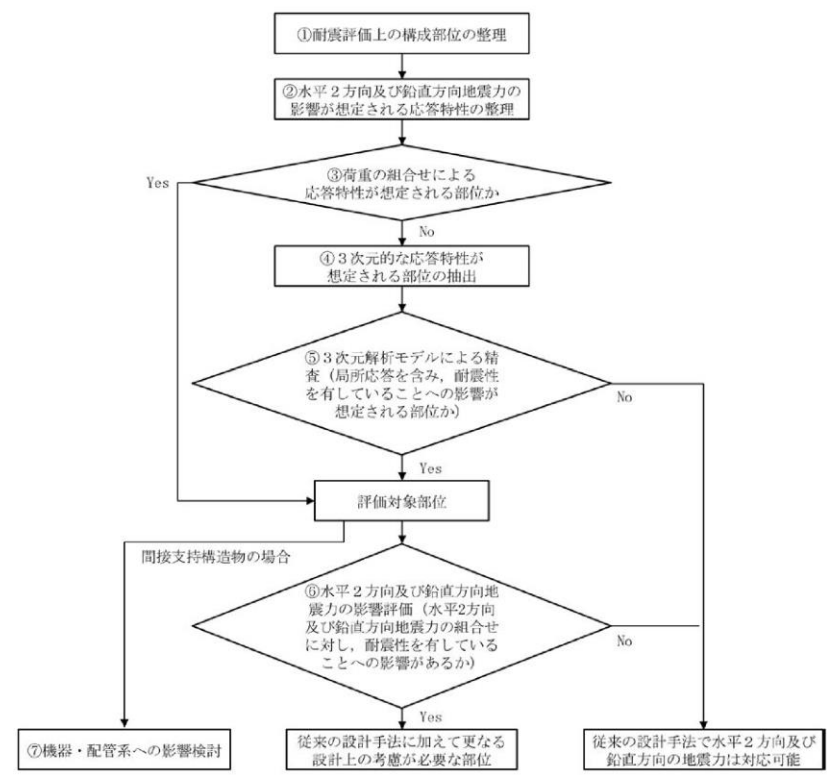 ①耐震評価上の構成部位の整理
②水平２方向及び鉛直方向地震力の
影響が想定される応答特性の整理
③荷重の組合せによる
応答特性が想定される部位か
Yes
No
④３次元的な応答特性が
想定される部位の抽出
⑤３次元解析モデルによる精
査（局所応答を含み，耐震性
を有していることへの影響が
想定される部位か）
No
Yes
評価対象部位
間接支持構造物の場合
⑥水平２方向及び鉛直方向地
震力の影響評価（水平2方向
及び鉛直方向地震力の組合せ
に対し，耐震性を有している
ことへの影響があるか）
No
Yes
⑦機器・配管系への影響検討
従来の設計手法に加えて更なる
設計上の考慮が必要な部位
従来の設計手法で水平２方向及び
鉛直方向の地震力は対応可能